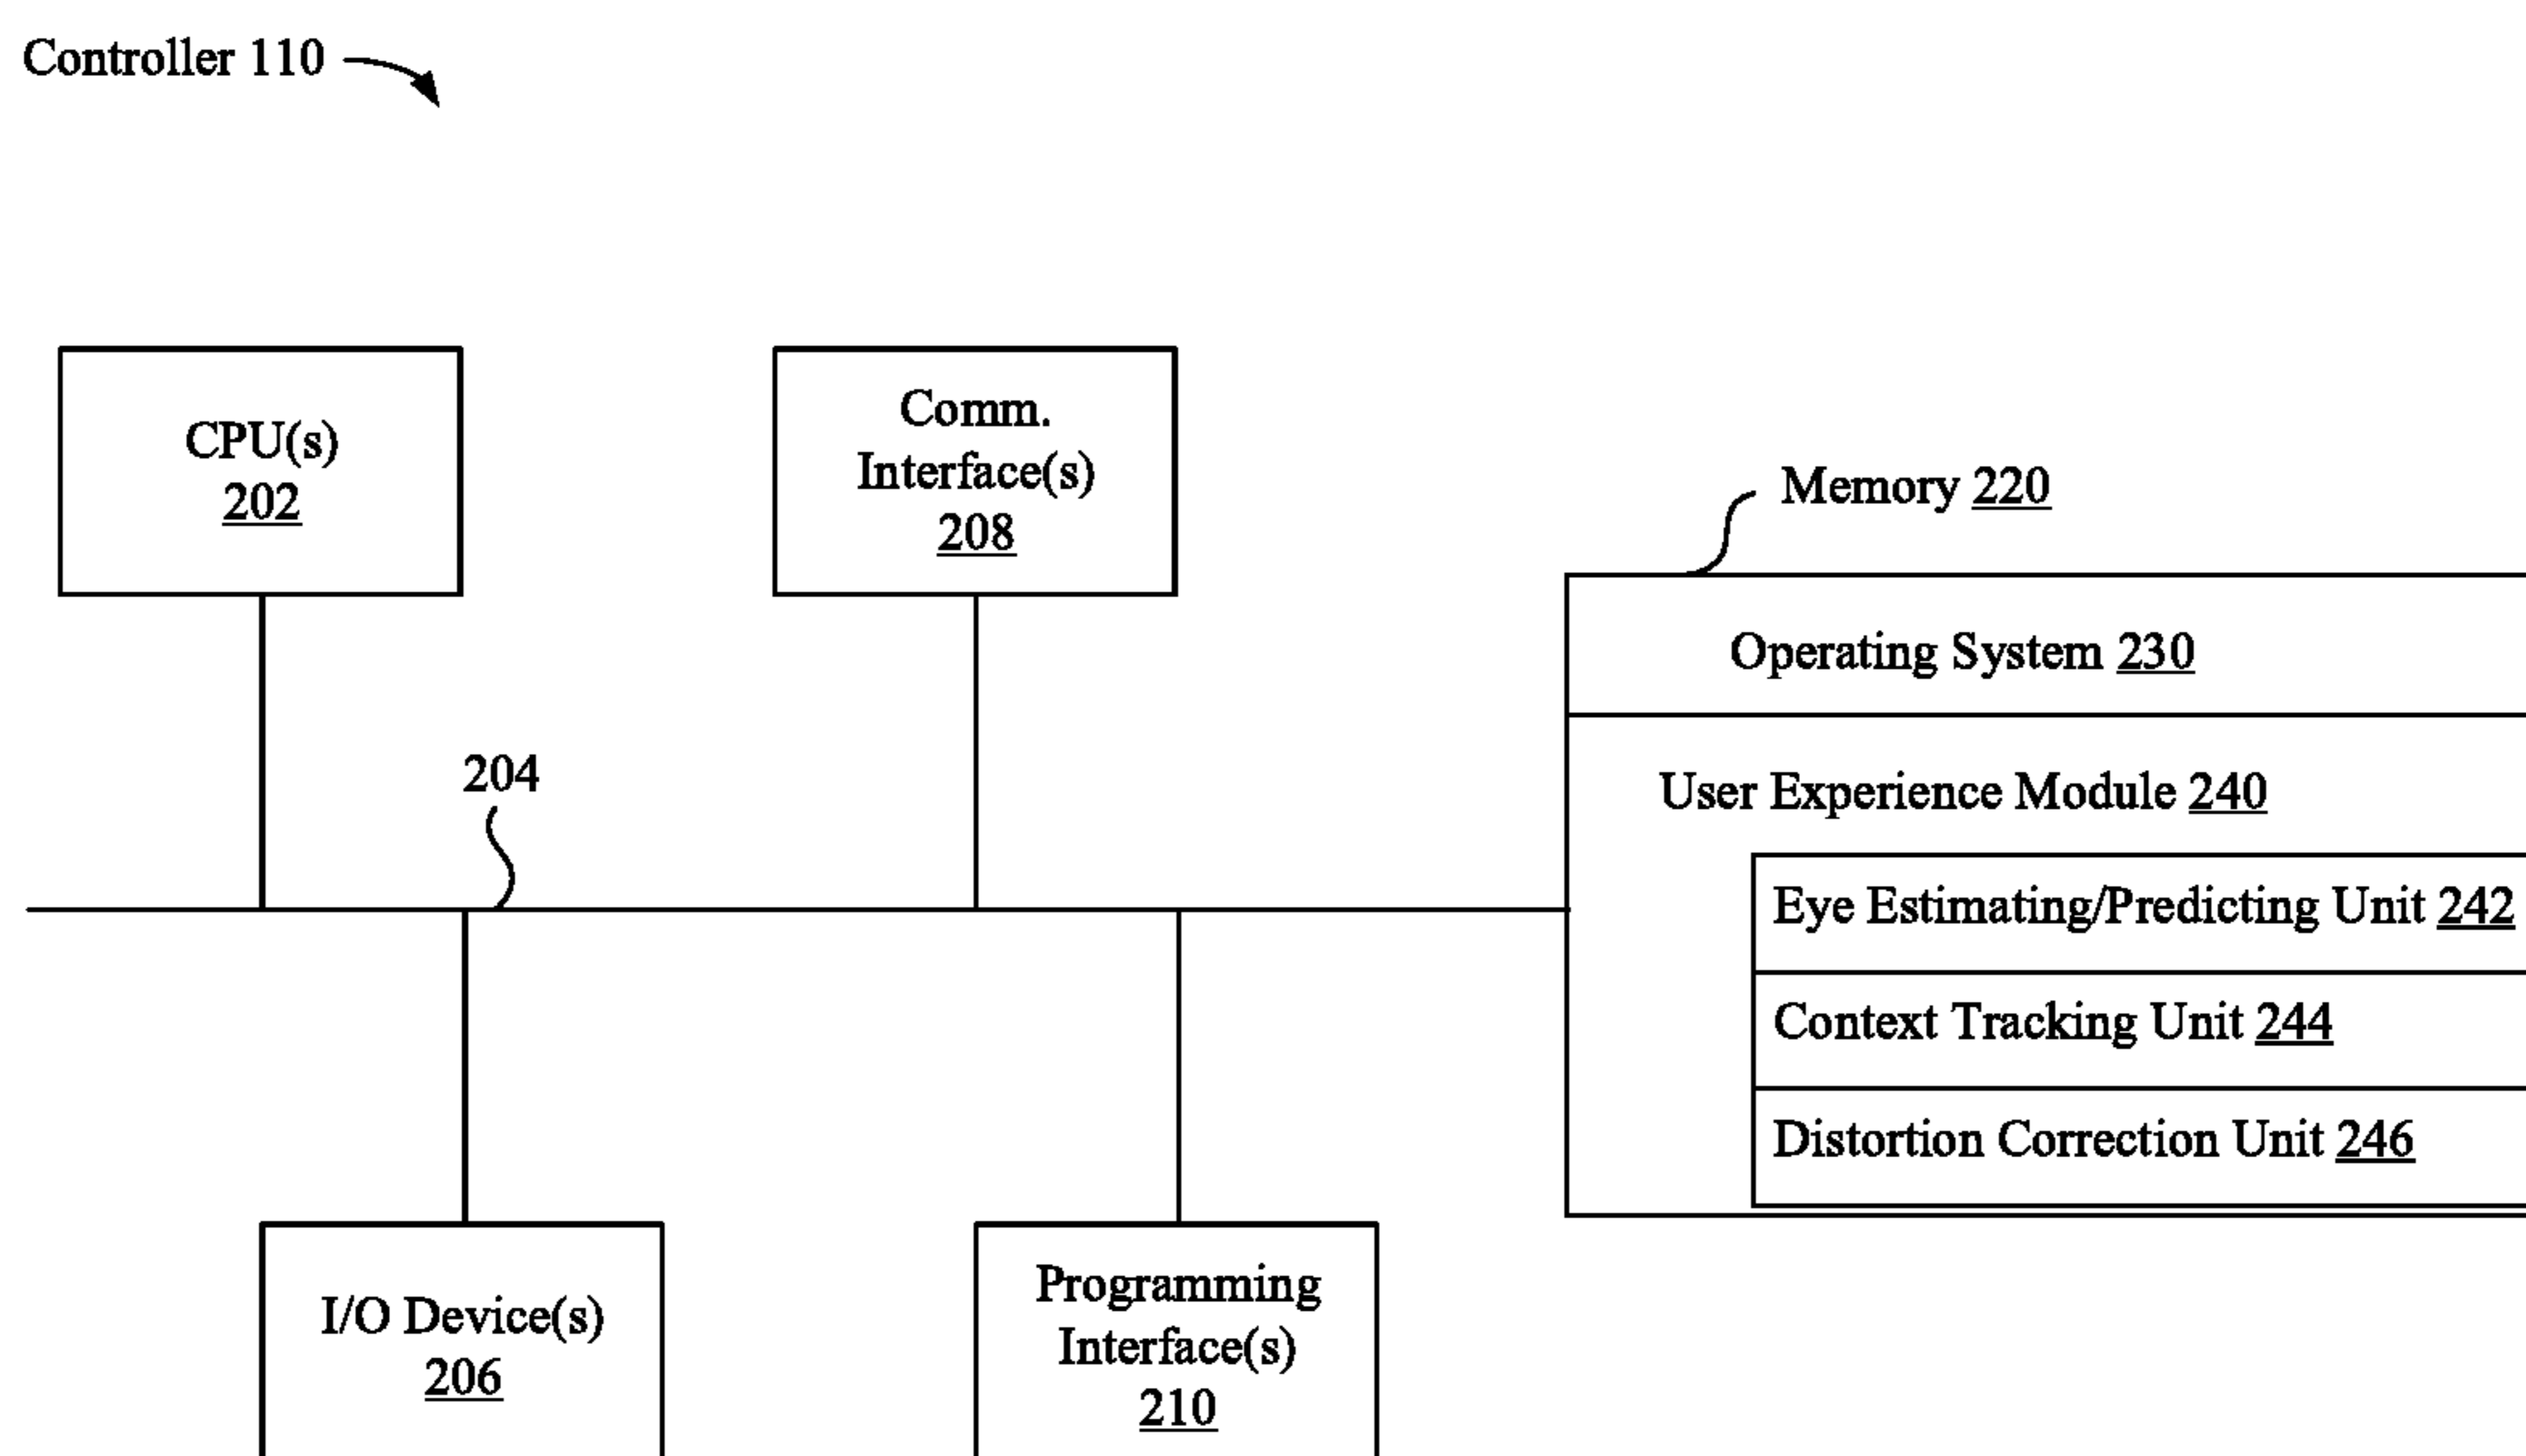 Controller 110
CPU(s)
202
Comm.
Interface(s)
208
Memory 220
Operating System 230
User Experience Module 240
204
Eye Estimating/Predicting Unit 242
Context Tracking Unit 244
Distortion Correction Unit 246
I/O Device(s)
206
Programming
Interface(s)
210